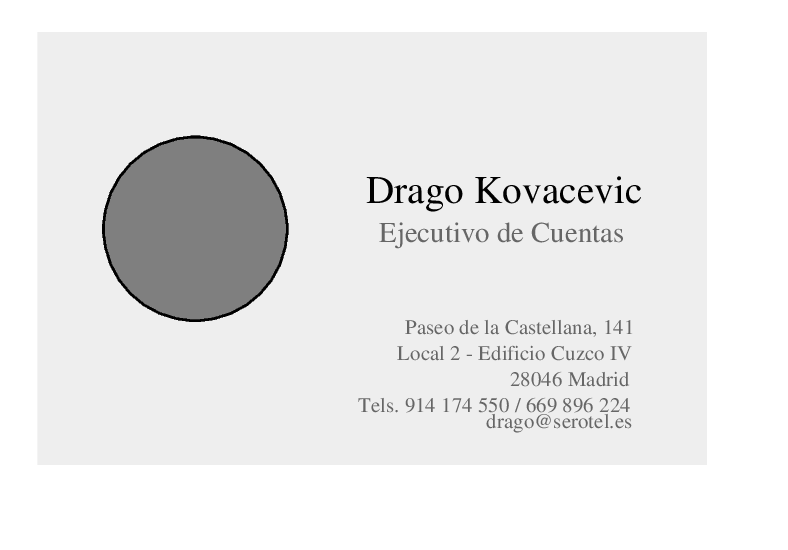 Drago Kovacevic
Ejecutivo de Cuentas
Paseo de la Castellana, 141
Local 2 - Edificio Cuzco IV
28046 Madrid
Tels. 914 174 550 / 669 896 224
drago@serotel.es